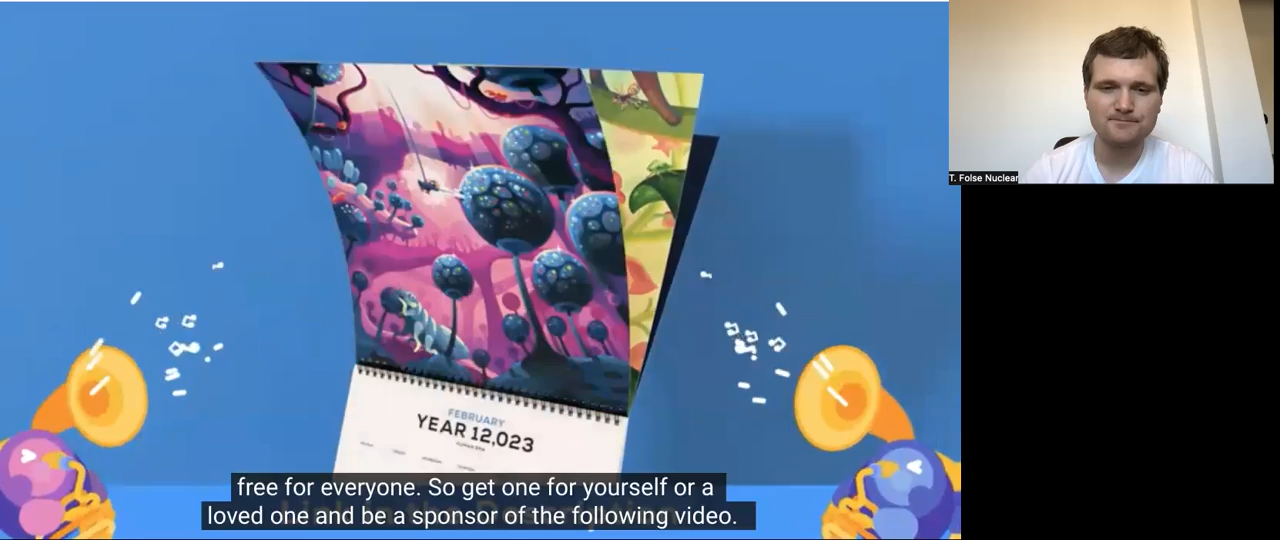 T. Folse Nuclear
FEBRUARY
YEAR 12,023
free for everyone. So get one for yourself or a
loved one and be a sponsor of the following video.